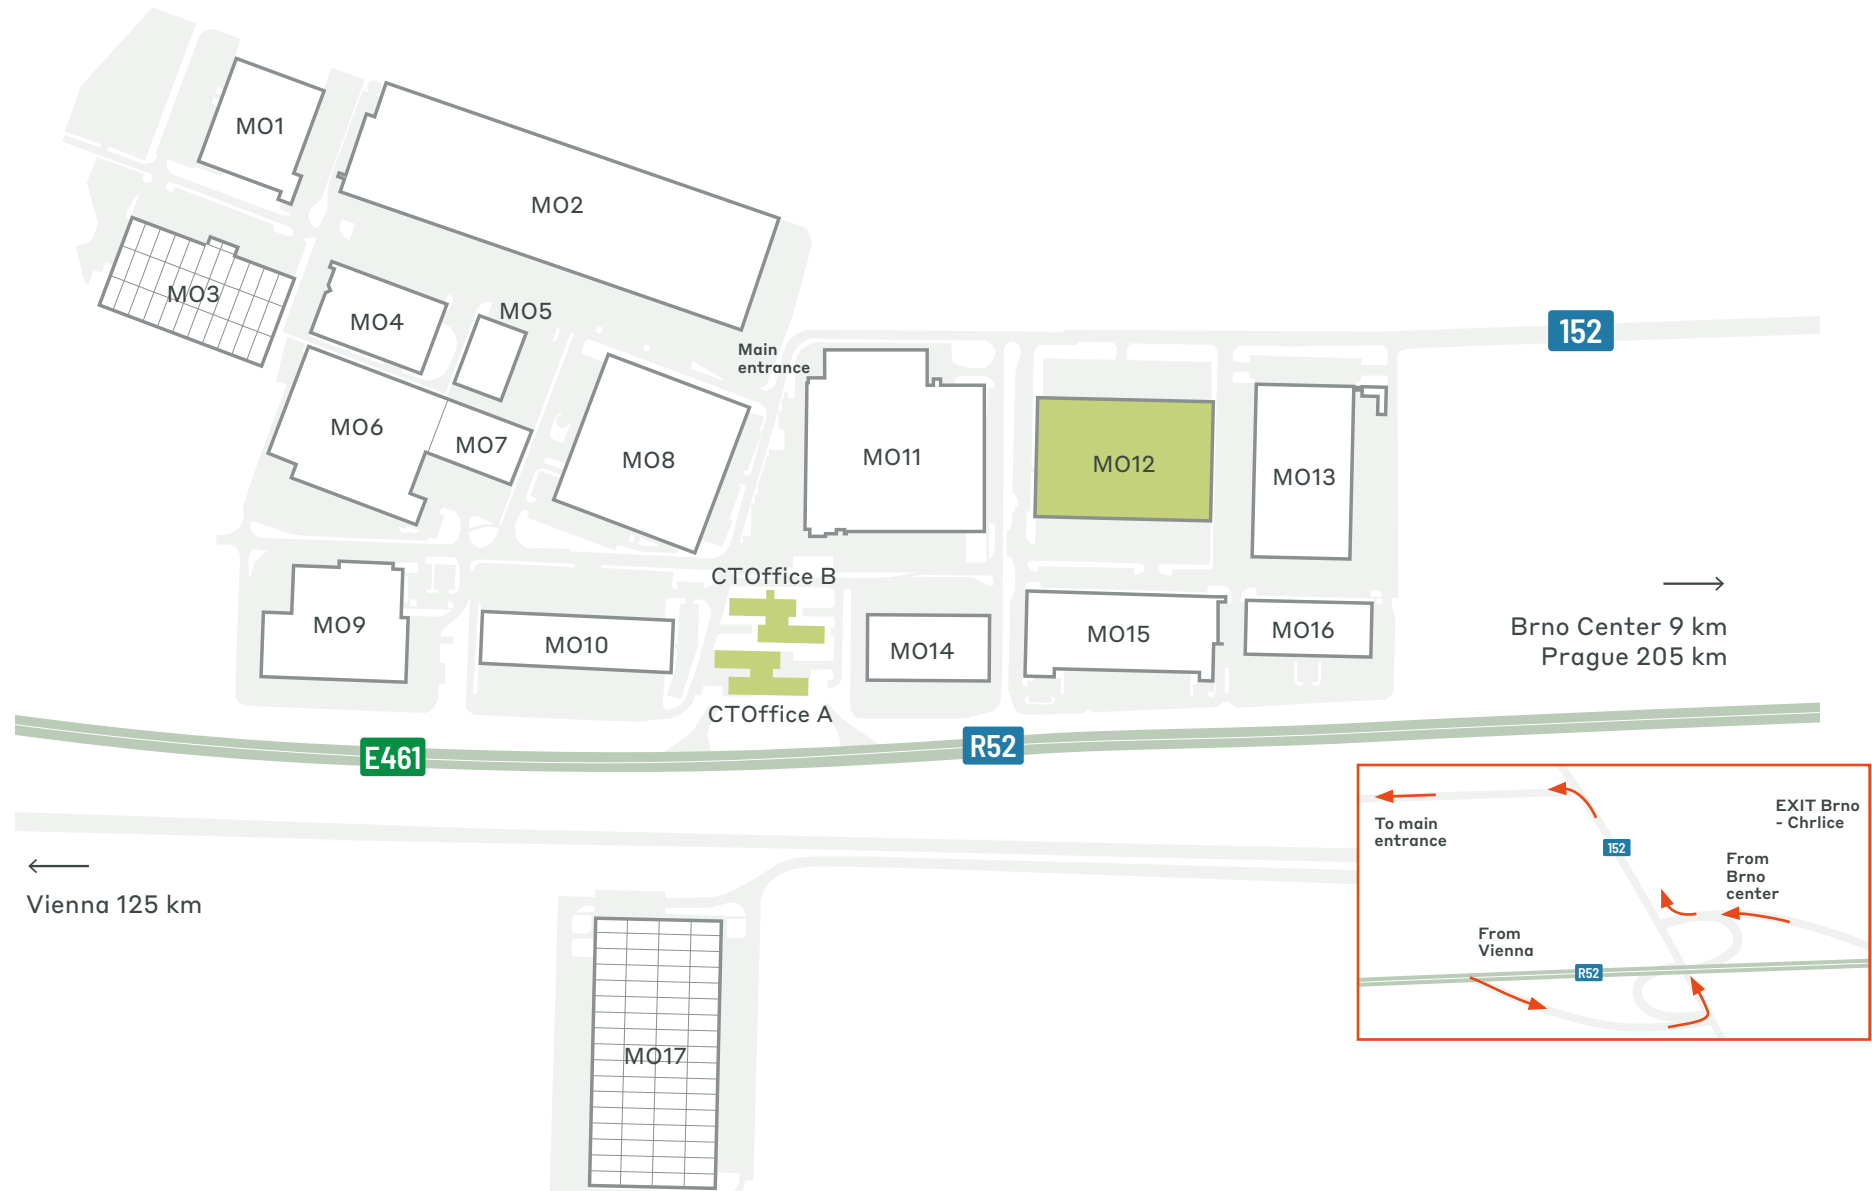 MO1
MO2
MO3
MO4
MO5
Main
entrance
152
MO6
MO7
MO8
MO11
MO12
MO13
CTOffice B
MO9
MO10
MO14
MO15
MO16
Brno Center 9 km
Prague 205 km
CTOffice A
E461
R52
Vienna 125 km
MO17
To main
entrance
EXIT Brno
- Chrlice
152
From
Brno
center
From
Vienna
R52